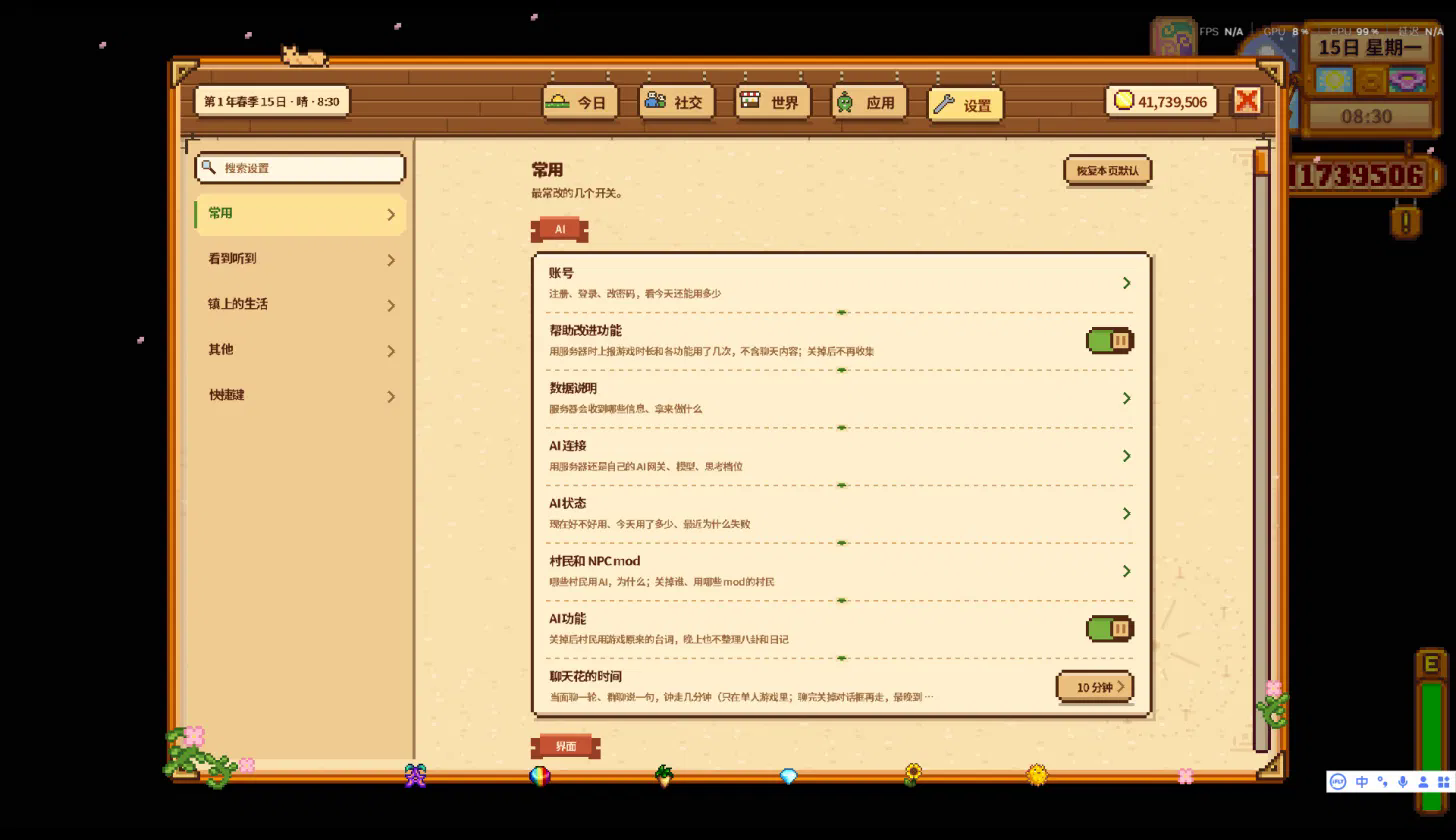 FPS N/A GPU 8% CPU 99% N/A
15日 星期一
第1年春季15日·晴·8:30
今日
社交
世界
应用
设置
41,739,506
08:30
11739506
搜索设置
常用
看到听到
镇上的生活
其他
快捷键
常用
恢复本页默认
最常改的几个开关。
AI
账号
注册、登录、改密码，看今天还能用多少
帮助改进功能
用服务器时上报游戏时长和各功能用了几次，不含聊天内容；关掉后不再收集
数据说明
服务器会收到哪些信息、拿来做什么
AI连接
用服务器还是自己的AI网关、模型、思考档位
AI状态
现在好不好用、今天用了多少、最近为什么失败
村民和 NPC mod
哪些村民用AI，为什么；关掉谁、用哪些mod的村民
AI功能
关掉后村民用游戏原来的台词，晚上也不整理八卦和日记
聊天花的时间
当面聊一轮、群聊说一句，钟走几分钟（只在单人游戏里；聊完关掉对话框再走，最晚到 ···
10 分钟
界面
E
iFLY 中